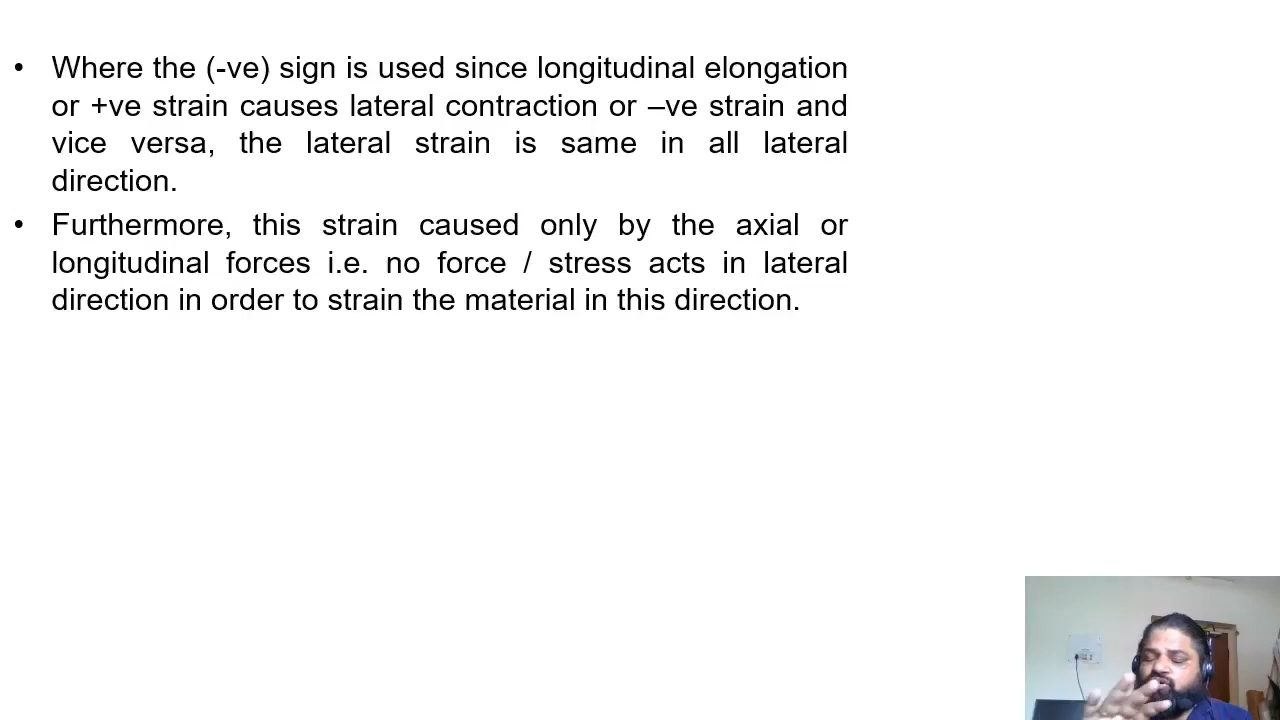 • Where the (-ve) sign is used since longitudinal elongation
or +ve strain causes lateral contraction or –ve strain and
vice versa, the lateral strain is same in all lateral
direction.
• Furthermore, this strain caused only by the axial or
longitudinal forces i.e. no force / stress acts in lateral
direction in order to strain the material in this direction.